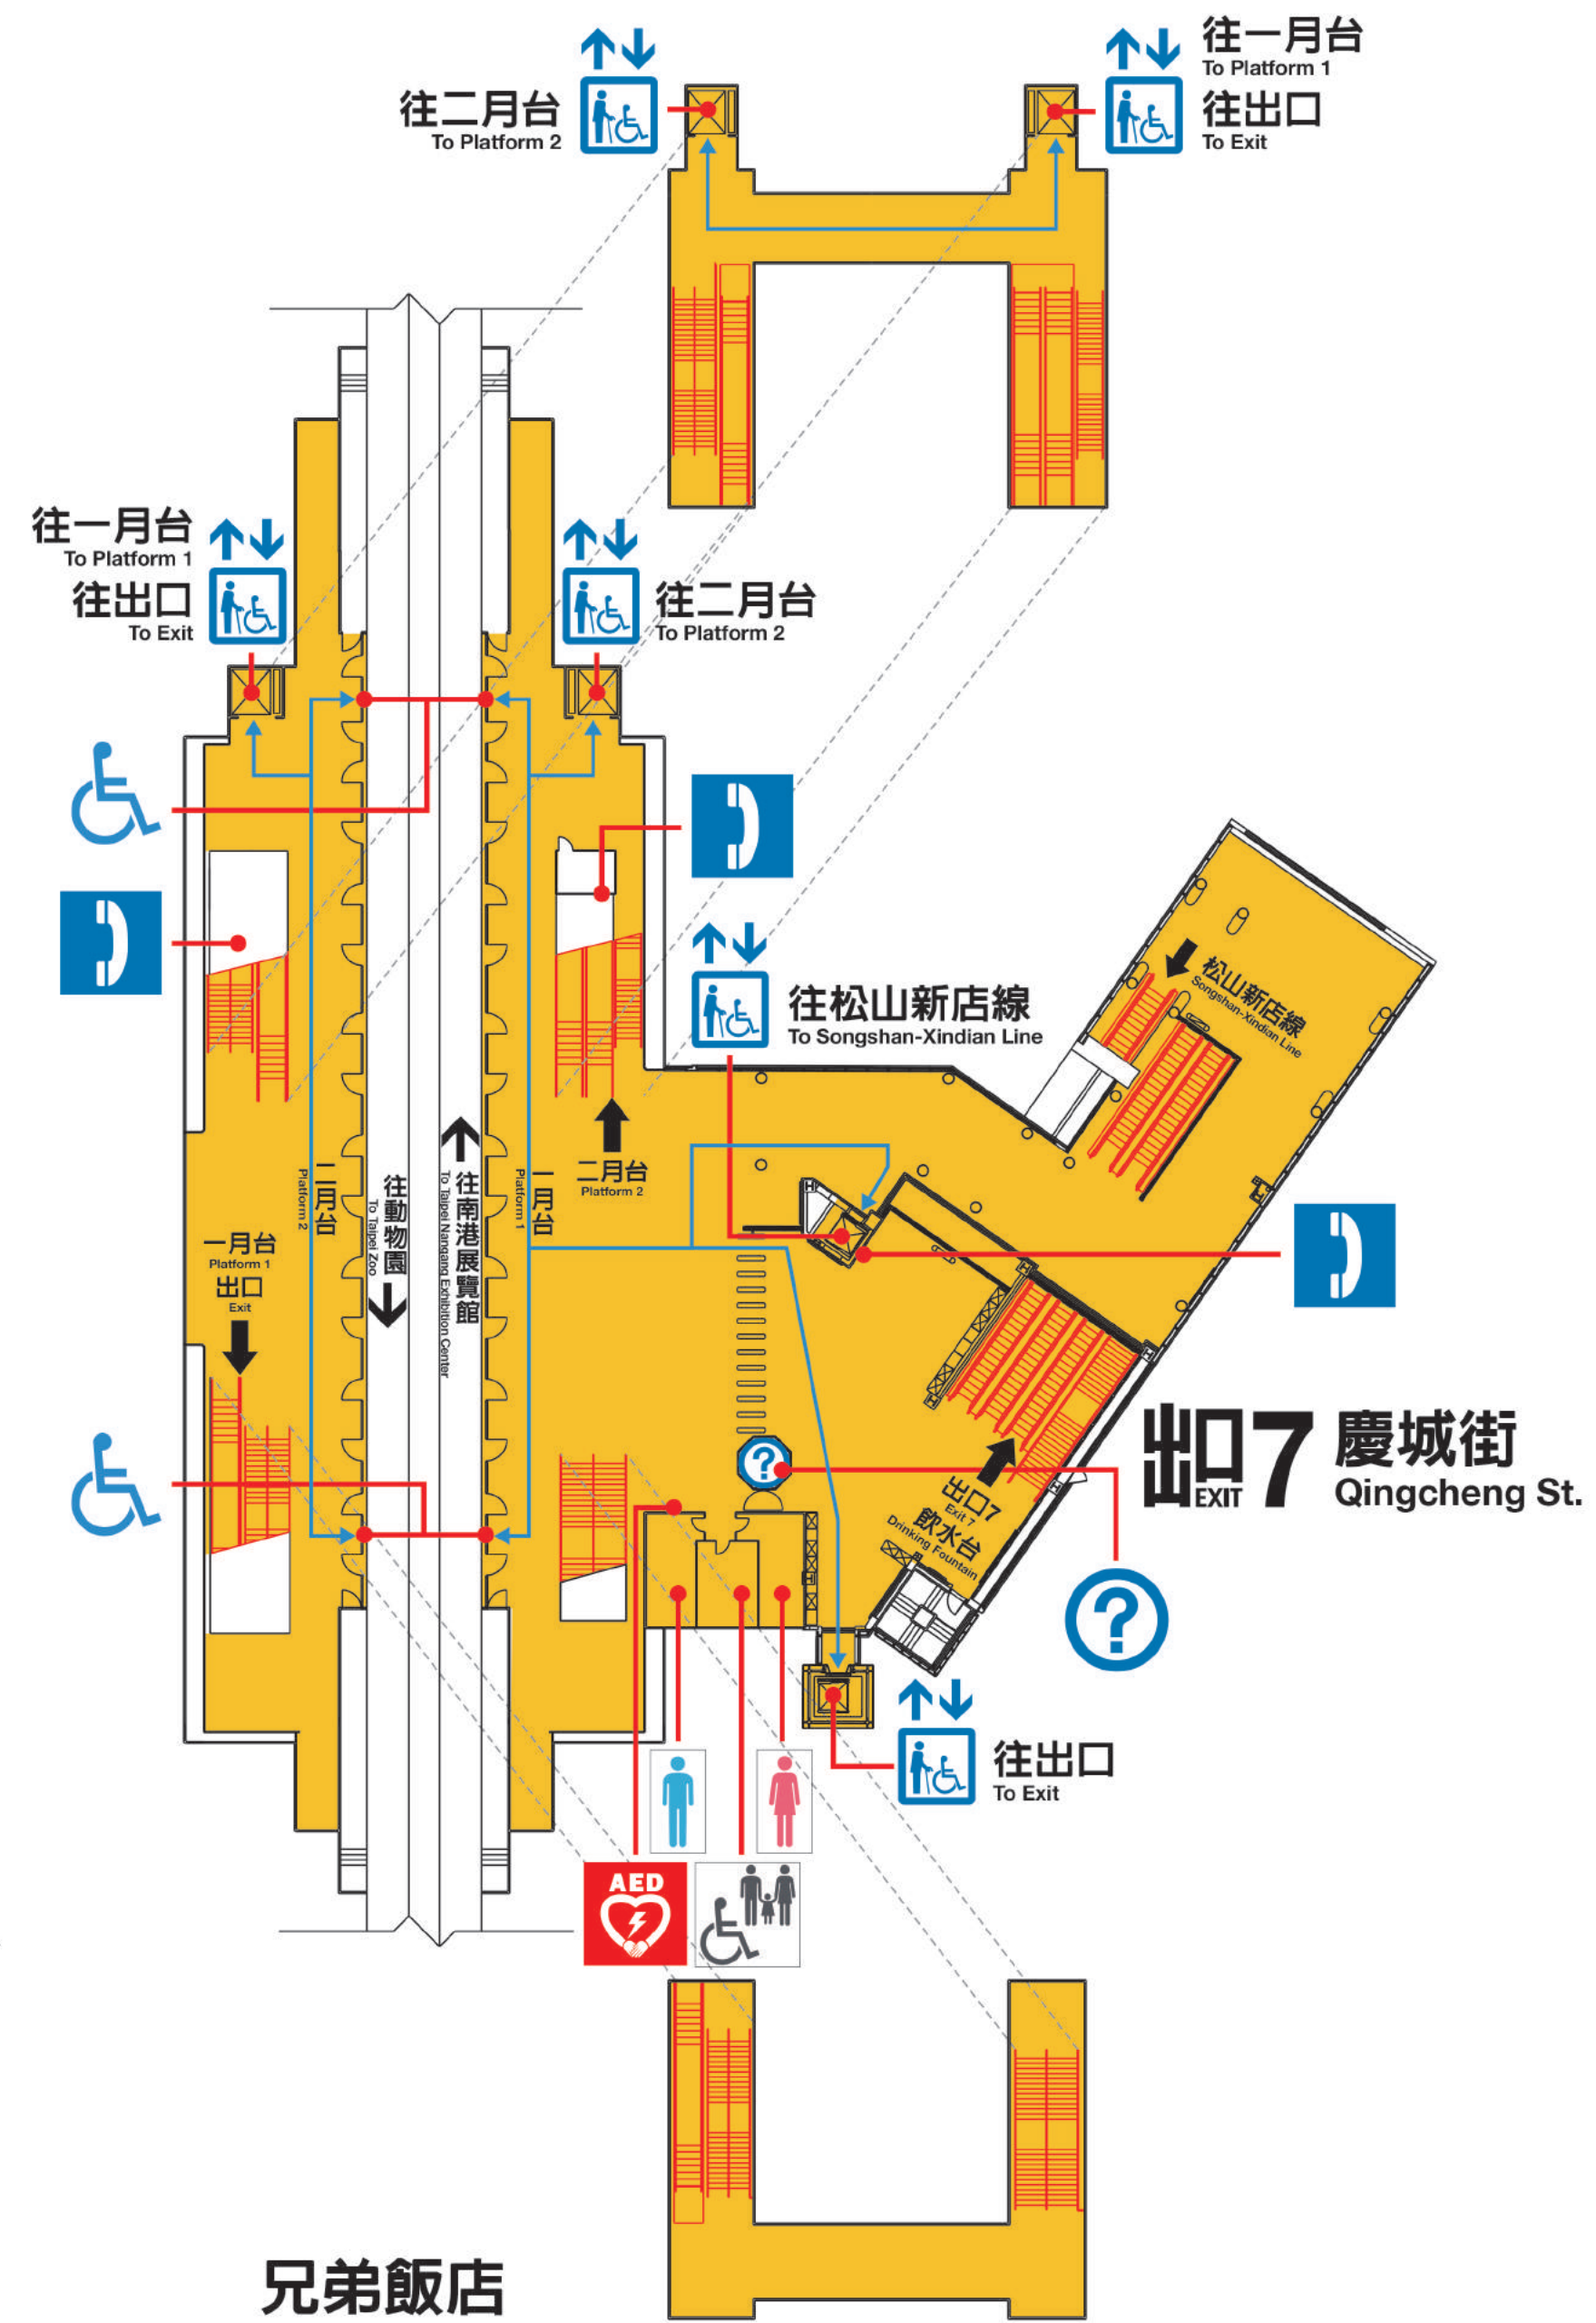 往一月台
To Platform 1
往出口
To Exit
往二月台
To Platform 2
往一月台
To Platform 1
往出口
To Exit
往二月台
To Platform 2
往松山新店線
To Songshan-Xindian Line
松山新店線
Songshan-Xindian Line
二月台
Platform 2
往動物園
To Taipei Zoo
往南港展覽館
To Taipei Nangang Exhibition Center
一月台
Platform 1
二月台
Platform 2
一月台
Platform 1
出口
Exit
出口7
Exit 7
飲水台
Drinking Fountain
出口 EXIT 7 慶城街
Qingcheng St.
?
?
往出口
To Exit
AED
兄弟飯店